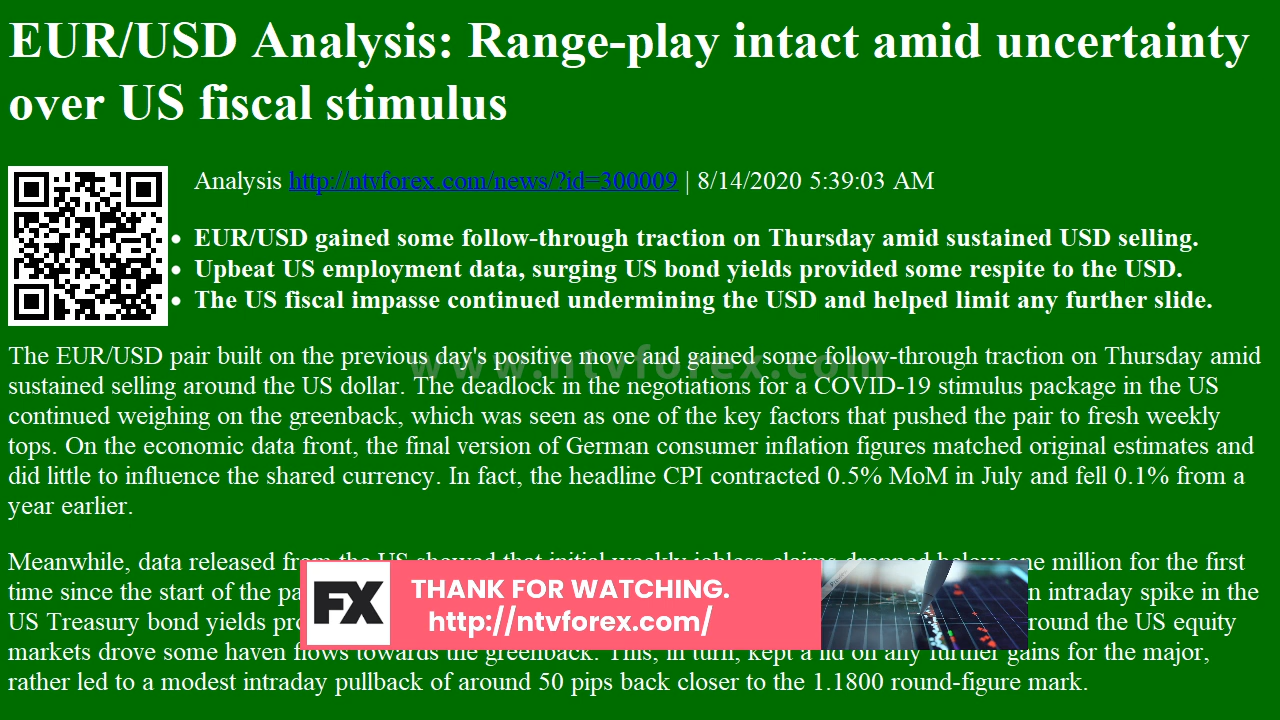 EUR/USD Analysis: Range-play intact amid uncertainty
over US fiscal stimulus
Analysis http://ntvforex.com/news/?id=300009 | 8/14/2020 5:39:03 AM
• EUR/USD gained some follow-through traction on Thursday amid sustained USD selling.
• Upbeat US employment data, surging US bond yields provided some respite to the USD.
• The US fiscal impasse continued undermining the USD and helped limit any further slide.
The EUR/USD pair built on the previous day's positive move and gained some follow-through traction on Thursday amid
www.ntvforex.com
sustained selling around the US dollar. The deadlock in the negotiations for a COVID-19 stimulus package in the US
continued weighing on the greenback, which was seen as one of the key factors that pushed the pair to fresh weekly
tops. On the economic data front, the final version of German consumer inflation figures matched original estimates and
did little to influence the shared currency. In fact, the headline CPI contracted 0.5% MoM in July and fell 0.1% from a
year earlier.
Meanwhile, data released from the US showed that initial weekly jobless claims dropped below one million for the first
time since the start of the n intraday spike in the
US Treasury bond yields round the US equity
markets drove some haven flows towards the greenback. This, in turn, kept a lid on any further gains for the major,
rather led to a modest intraday pullback of around 50 pips back closer to the 1.1800 round-figure mark.
FX
THANK FOR WATCHING.
http://ntvforex.com/